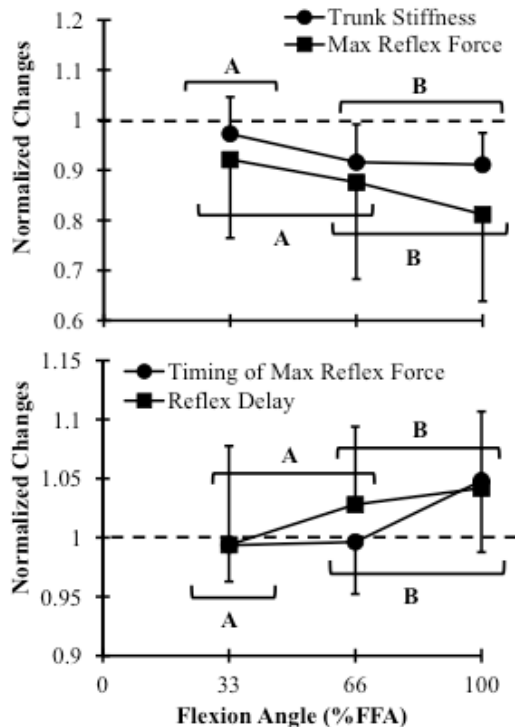 Trunk Stiffness
Max Reflex Force
Normalized Changes
1.2
1.1
1
0.9
0.8
0.7
0.6
A
B
A
B
Timing of Max Reflex Force
Reflex Delay
Normalized Changes
1.15
1.1
1.05
1
0.95
0.9
A
B
A
B
0
33
66
100
Flexion Angle (%FFA)